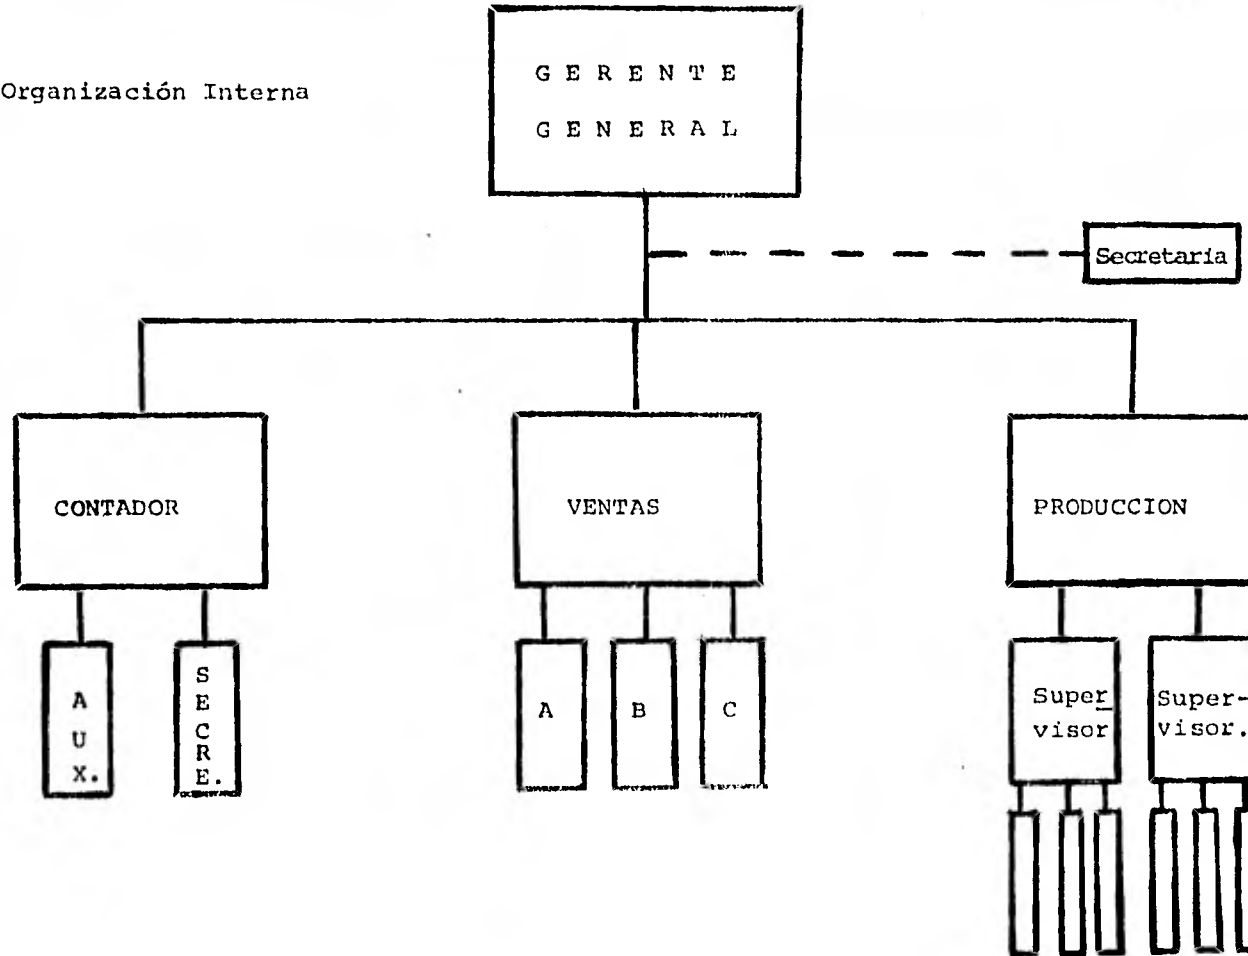 Organización Interna
G E R E N T E
G E N E R A L
Secretaria
CONTADOR
VENTAS
PRODUCCION
A
U
X.
S
E
C
R
E.
A
B
C
Super
visor
Super-
visor.